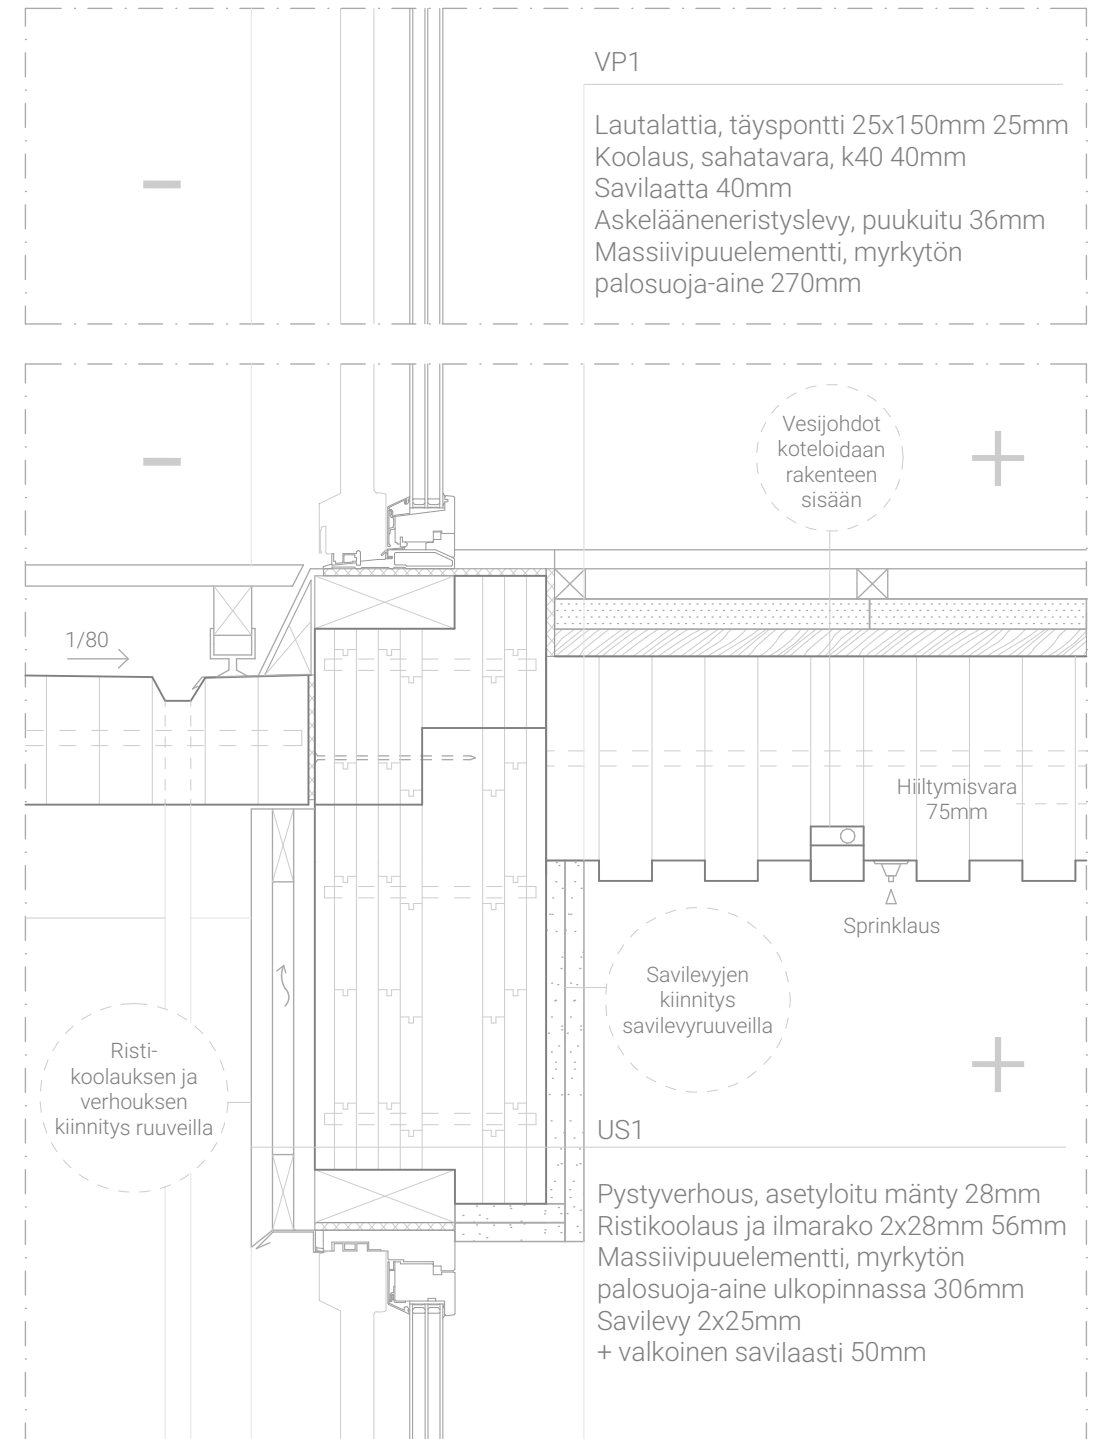 VP1
Lautalattia, täyspontti 25x150mm 25mm
Koolaus, sahatavara, k40 40mm
Savilaatta 40mm
Askelääneneristyslevy, puukuitu 36mm
Massiivipuuelementti, myrkytön
palosuoja-aine 270mm
Vesijohdot
koteloidaan
rakenteen
sisään
1/80
Hiiltymisvara
75mm
Sprinklaus
Savilevyjen
kiinnitys
savilevyruuveilla
Risti-
koolauksen ja
verhouksen
kiinnitys ruuveilla
US1
Pystyverhous, asetyloitu mänty 28mm
Ristikoolaus ja ilmarako 2x28mm 56mm
Massiivipuuelementti, myrkytön
palosuoja-aine ulkopinnassa 306mm
Savilevy 2x25mm
+ valkoinen savilaasti 50mm